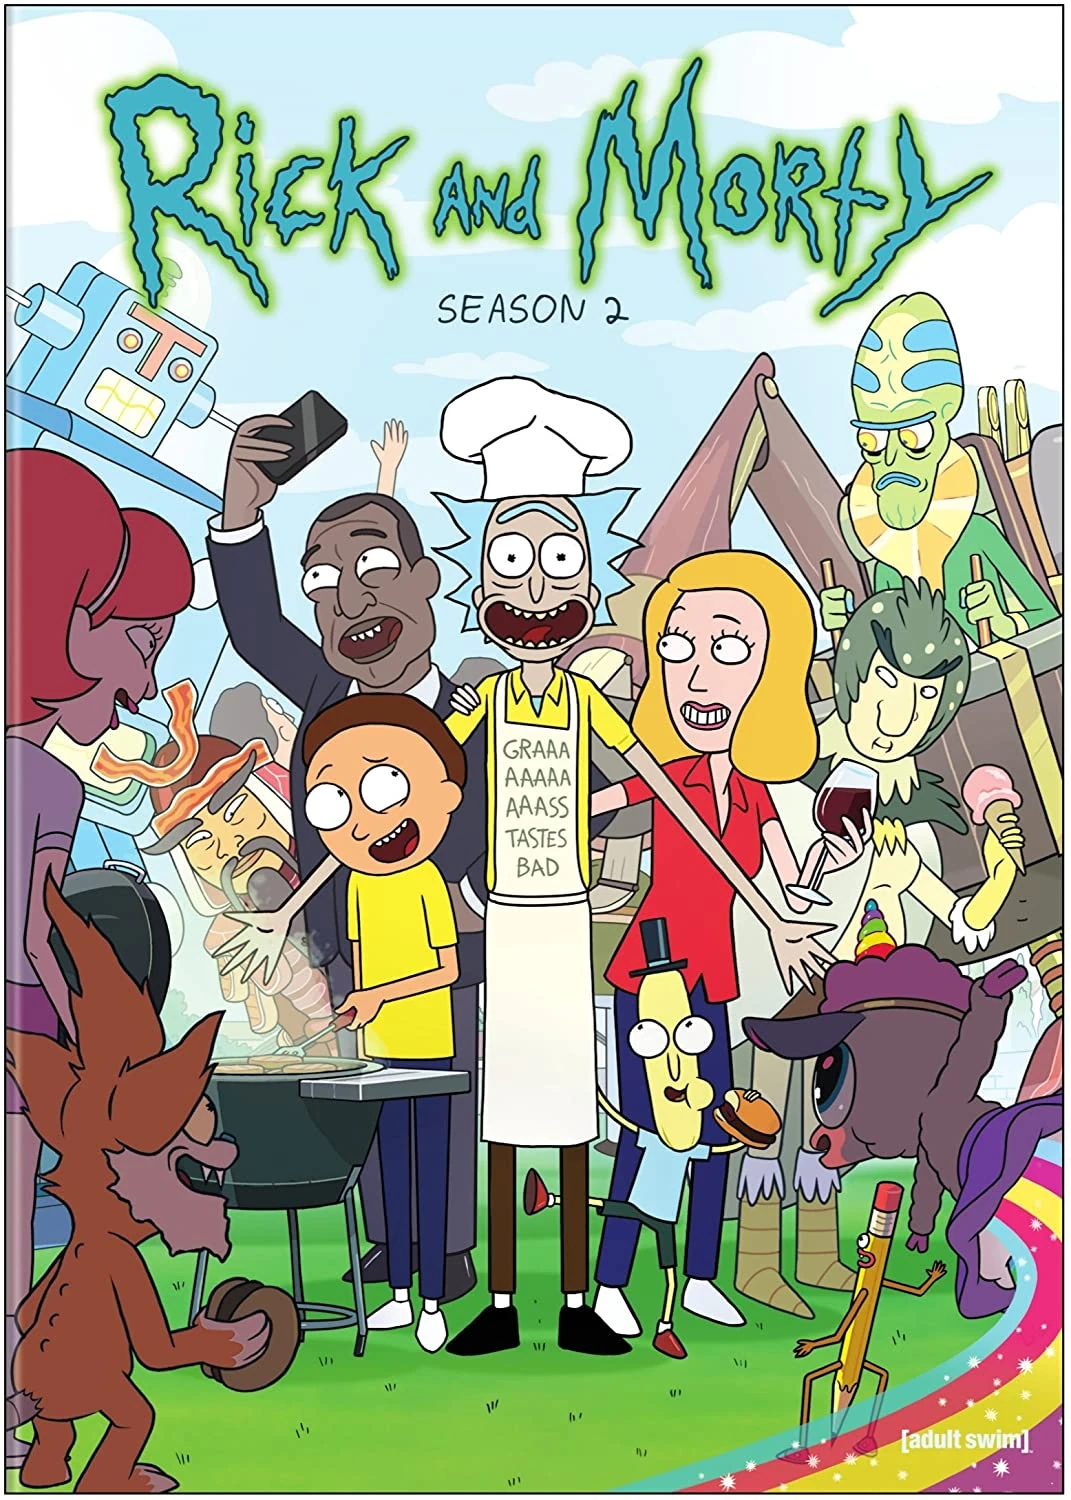 Rick and Morty
SEASON 2
GRAAA
AAAAA
AAASS
TASTES
BAD
[adult swim]